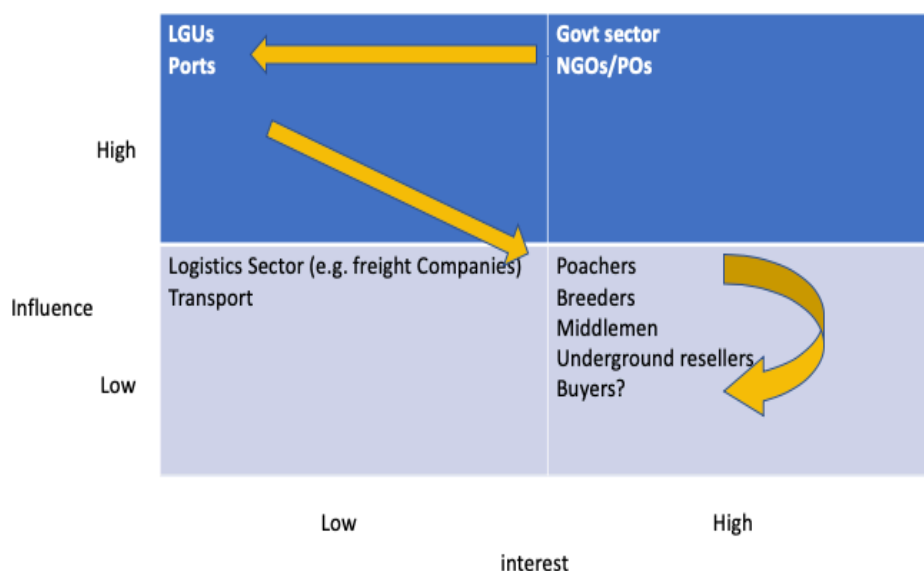 LGUs
Ports
Govt sector
NGOs/POs
High
Logistics Sector (e.g. freight Companies)
Transport
Poachers
Breeders
Middlemen
Underground resellers
Buyers?
Influence
Low
Low
High
interest